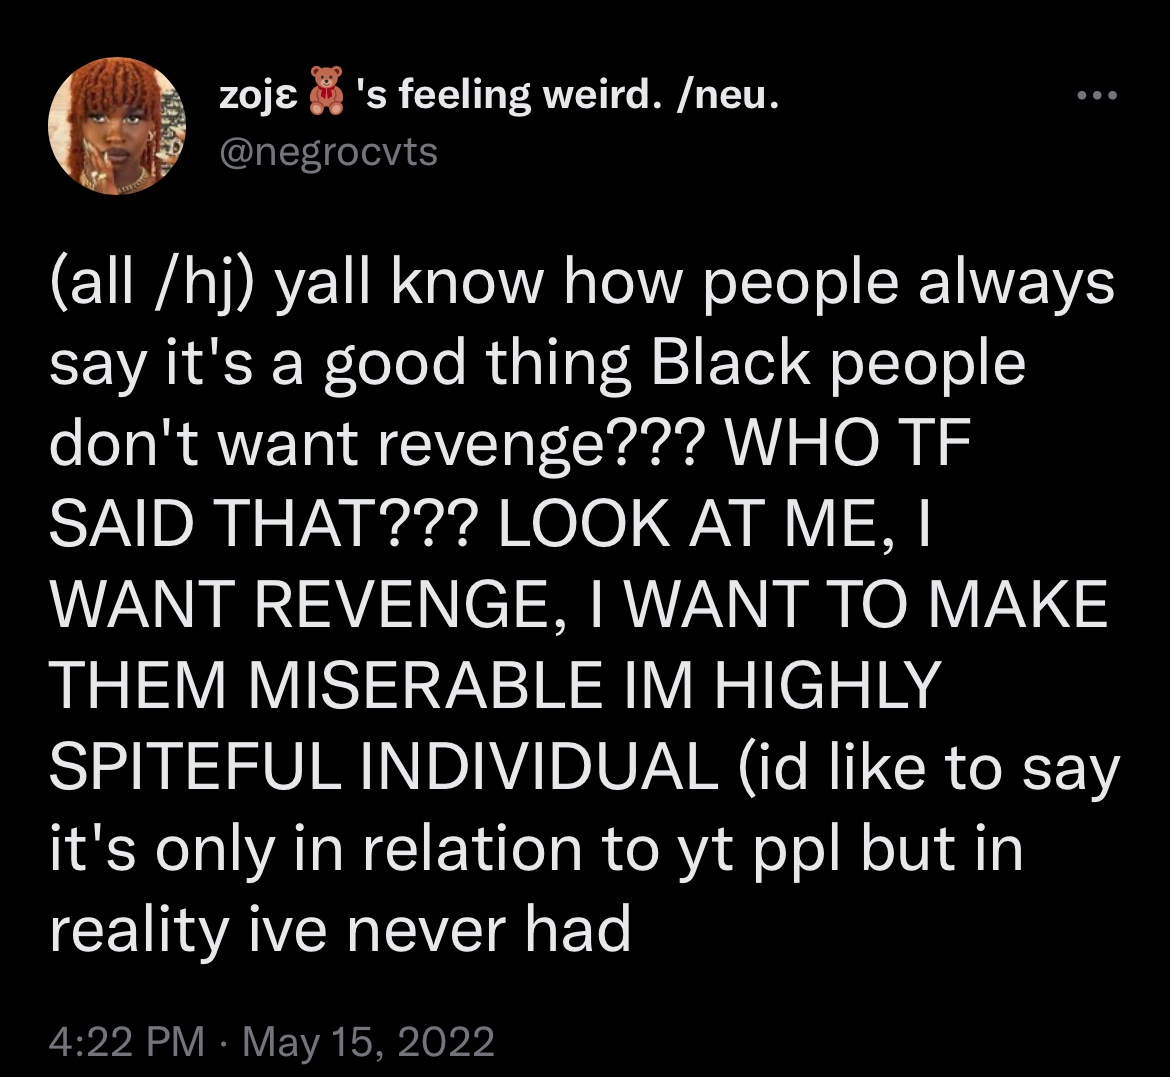 zojɛ🧸's feeling weird. /neu.
@negrocvts
(all /hj) yall know how people always
say it's a good thing Black people
don't want revenge??? WHO TF
SAID THAT??? LOOK AT ME, I
WANT REVENGE, I WANT TO MAKE
THEM MISERABLE IM HIGHLY
SPITEFUL INDIVIDUAL (id like to say
it's only in relation to yt ppl but in
reality ive never had
4:22 PM · May 15, 2022